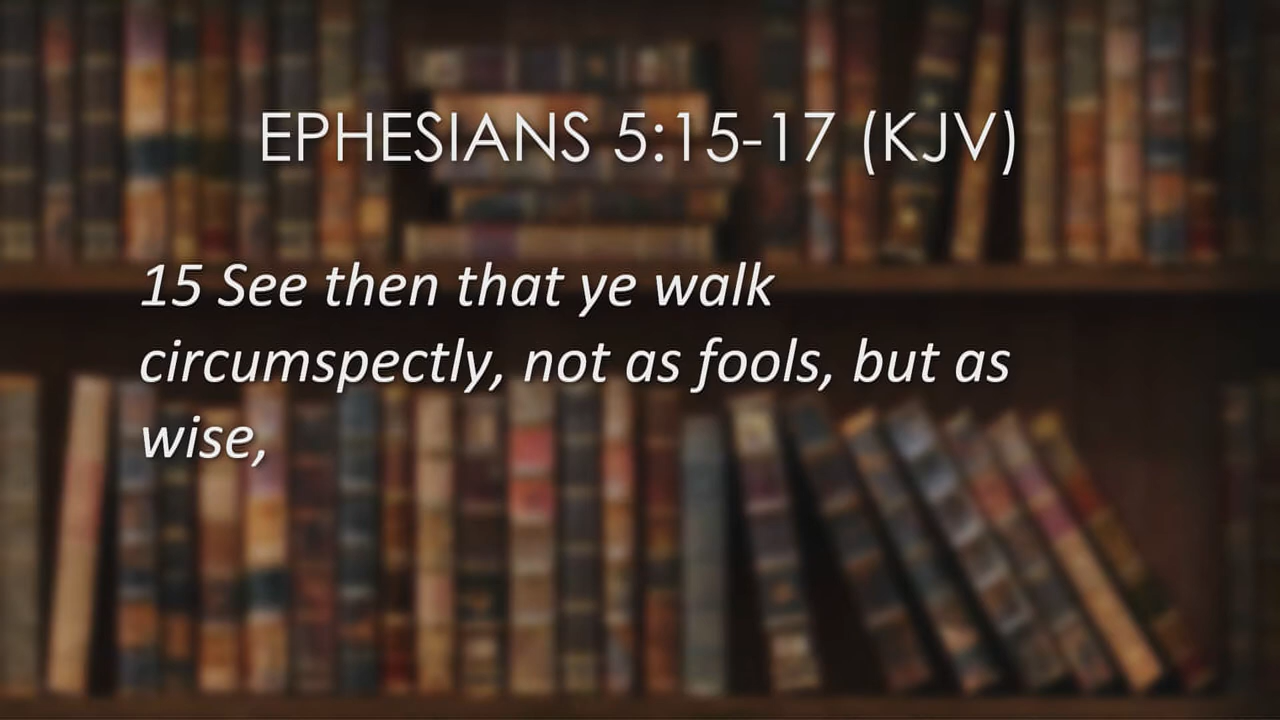 EPHESIANS 5:15-17 (KJV)
15 See then that ye walk
circumspectly, not as fools, but as
wise,